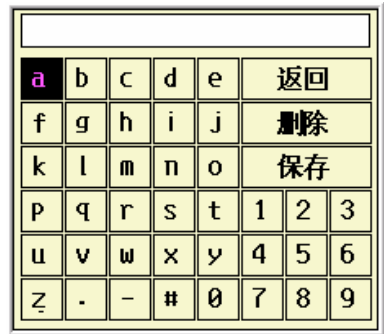 a b c d e 返回
f g h i j 删除
k l m n o 保存
p q r s t 1 2 3
u v w x y 4 5 6
z . - # 0 7 8 9